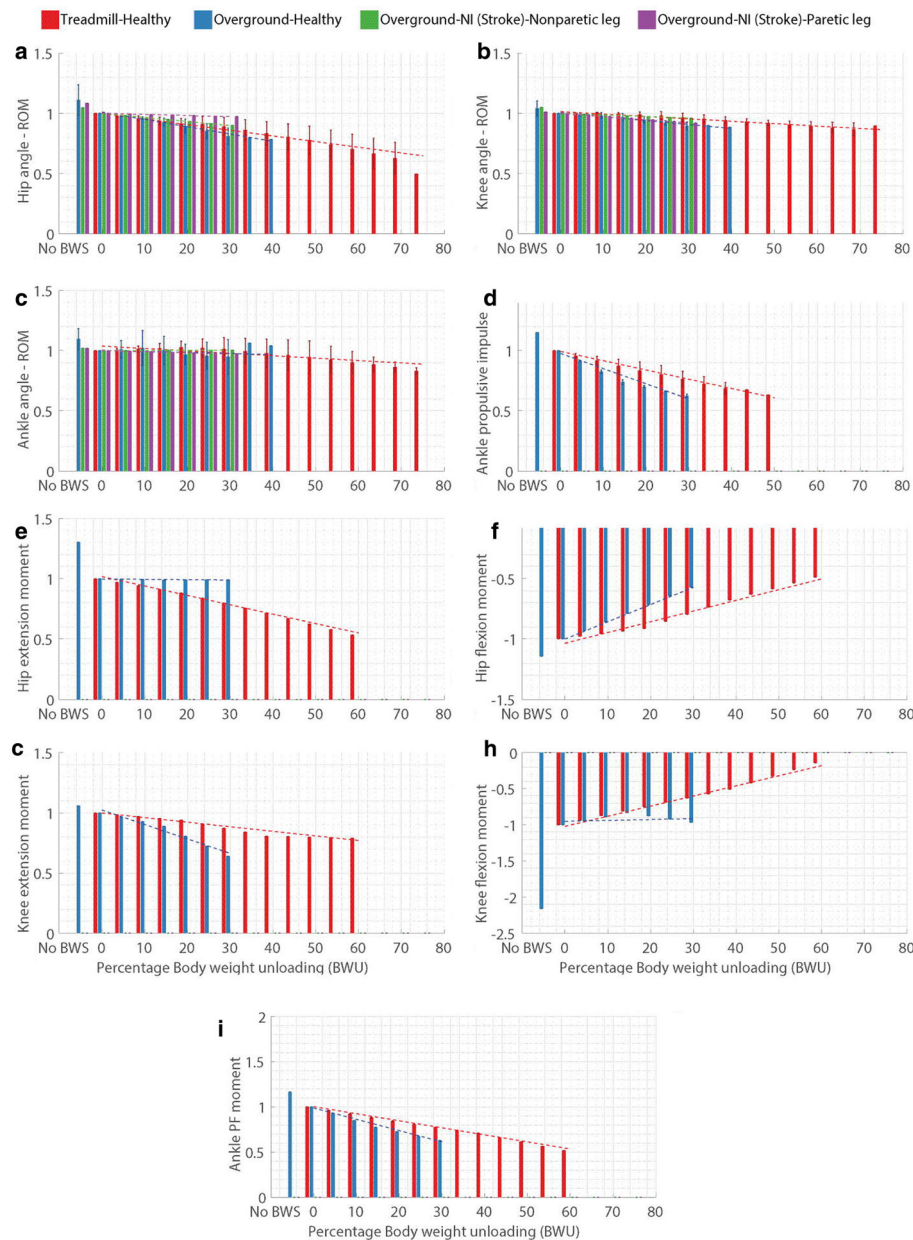 Treadmill-Healthy Overground-Healthy Overground-NI (Stroke)-Nonparetic leg Overground-NI (Stroke)-Paretic leg
a
Hip angle - ROM
1.5
1
0.5
0
No BWS 0 10 20 30 40 50 60 70 80
b
Knee angle - ROM
1.5
1
0.5
0
No BWS 0 10 20 30 40 50 60 70 80
c
Ankle angle - ROM
1.5
1
0.5
0
No BWS 0 10 20 30 40 50 60 70 80
d
Ankle propulsive impulse
1
0.5
0
No BWS 0 10 20 30 40 50 60 70 80
e
Hip extension moment
1.5
1
0.5
0
No BWS 0 10 20 30 40 50 60 70 80
f
Hip flexion moment
-0.5
-1
-1.5
No BWS 0 10 20 30 40 50 60 70 80
c
Knee extension moment
1.5
1
0.5
0
No BWS 0 10 20 30 40 50 60 70 80
Percentage Body weight unloading (BWU)
h
Knee flexion moment
0
-0.5
-1
-1.5
-2
-2.5
No BWS 0 10 20 30 40 50 60 70 80
Percentage Body weight unloading (BWU)
i
Ankle PF moment
2
1.5
1
0.5
0
No BWS 0 10 20 30 40 50 60 70 80
Percentage Body weight unloading (BWU)